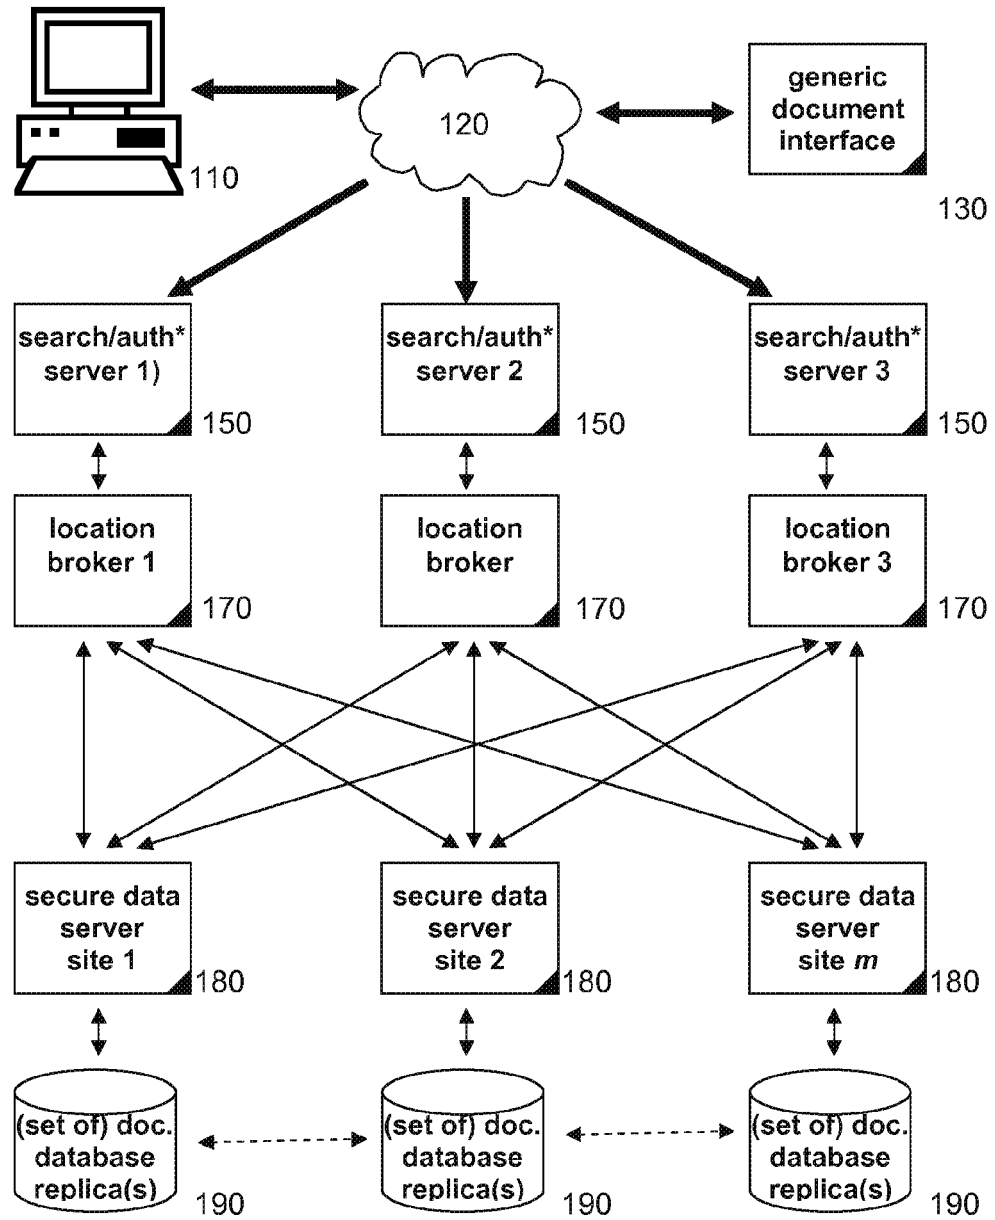 120
generic
document
interface
110
130
search/auth*
server 1)
150
search/auth*
server 2
150
search/auth*
server 3
150
location
broker 1
170
location
broker
170
location
broker 3
170
secure data
server
site 1
180
secure data
server
site 2
180
secure data
server
site m
180
(set of) doc.
database
replica(s)
190
(set of) doc.
database
replica(s)
190
(set of) doc.
database
replica(s)
190